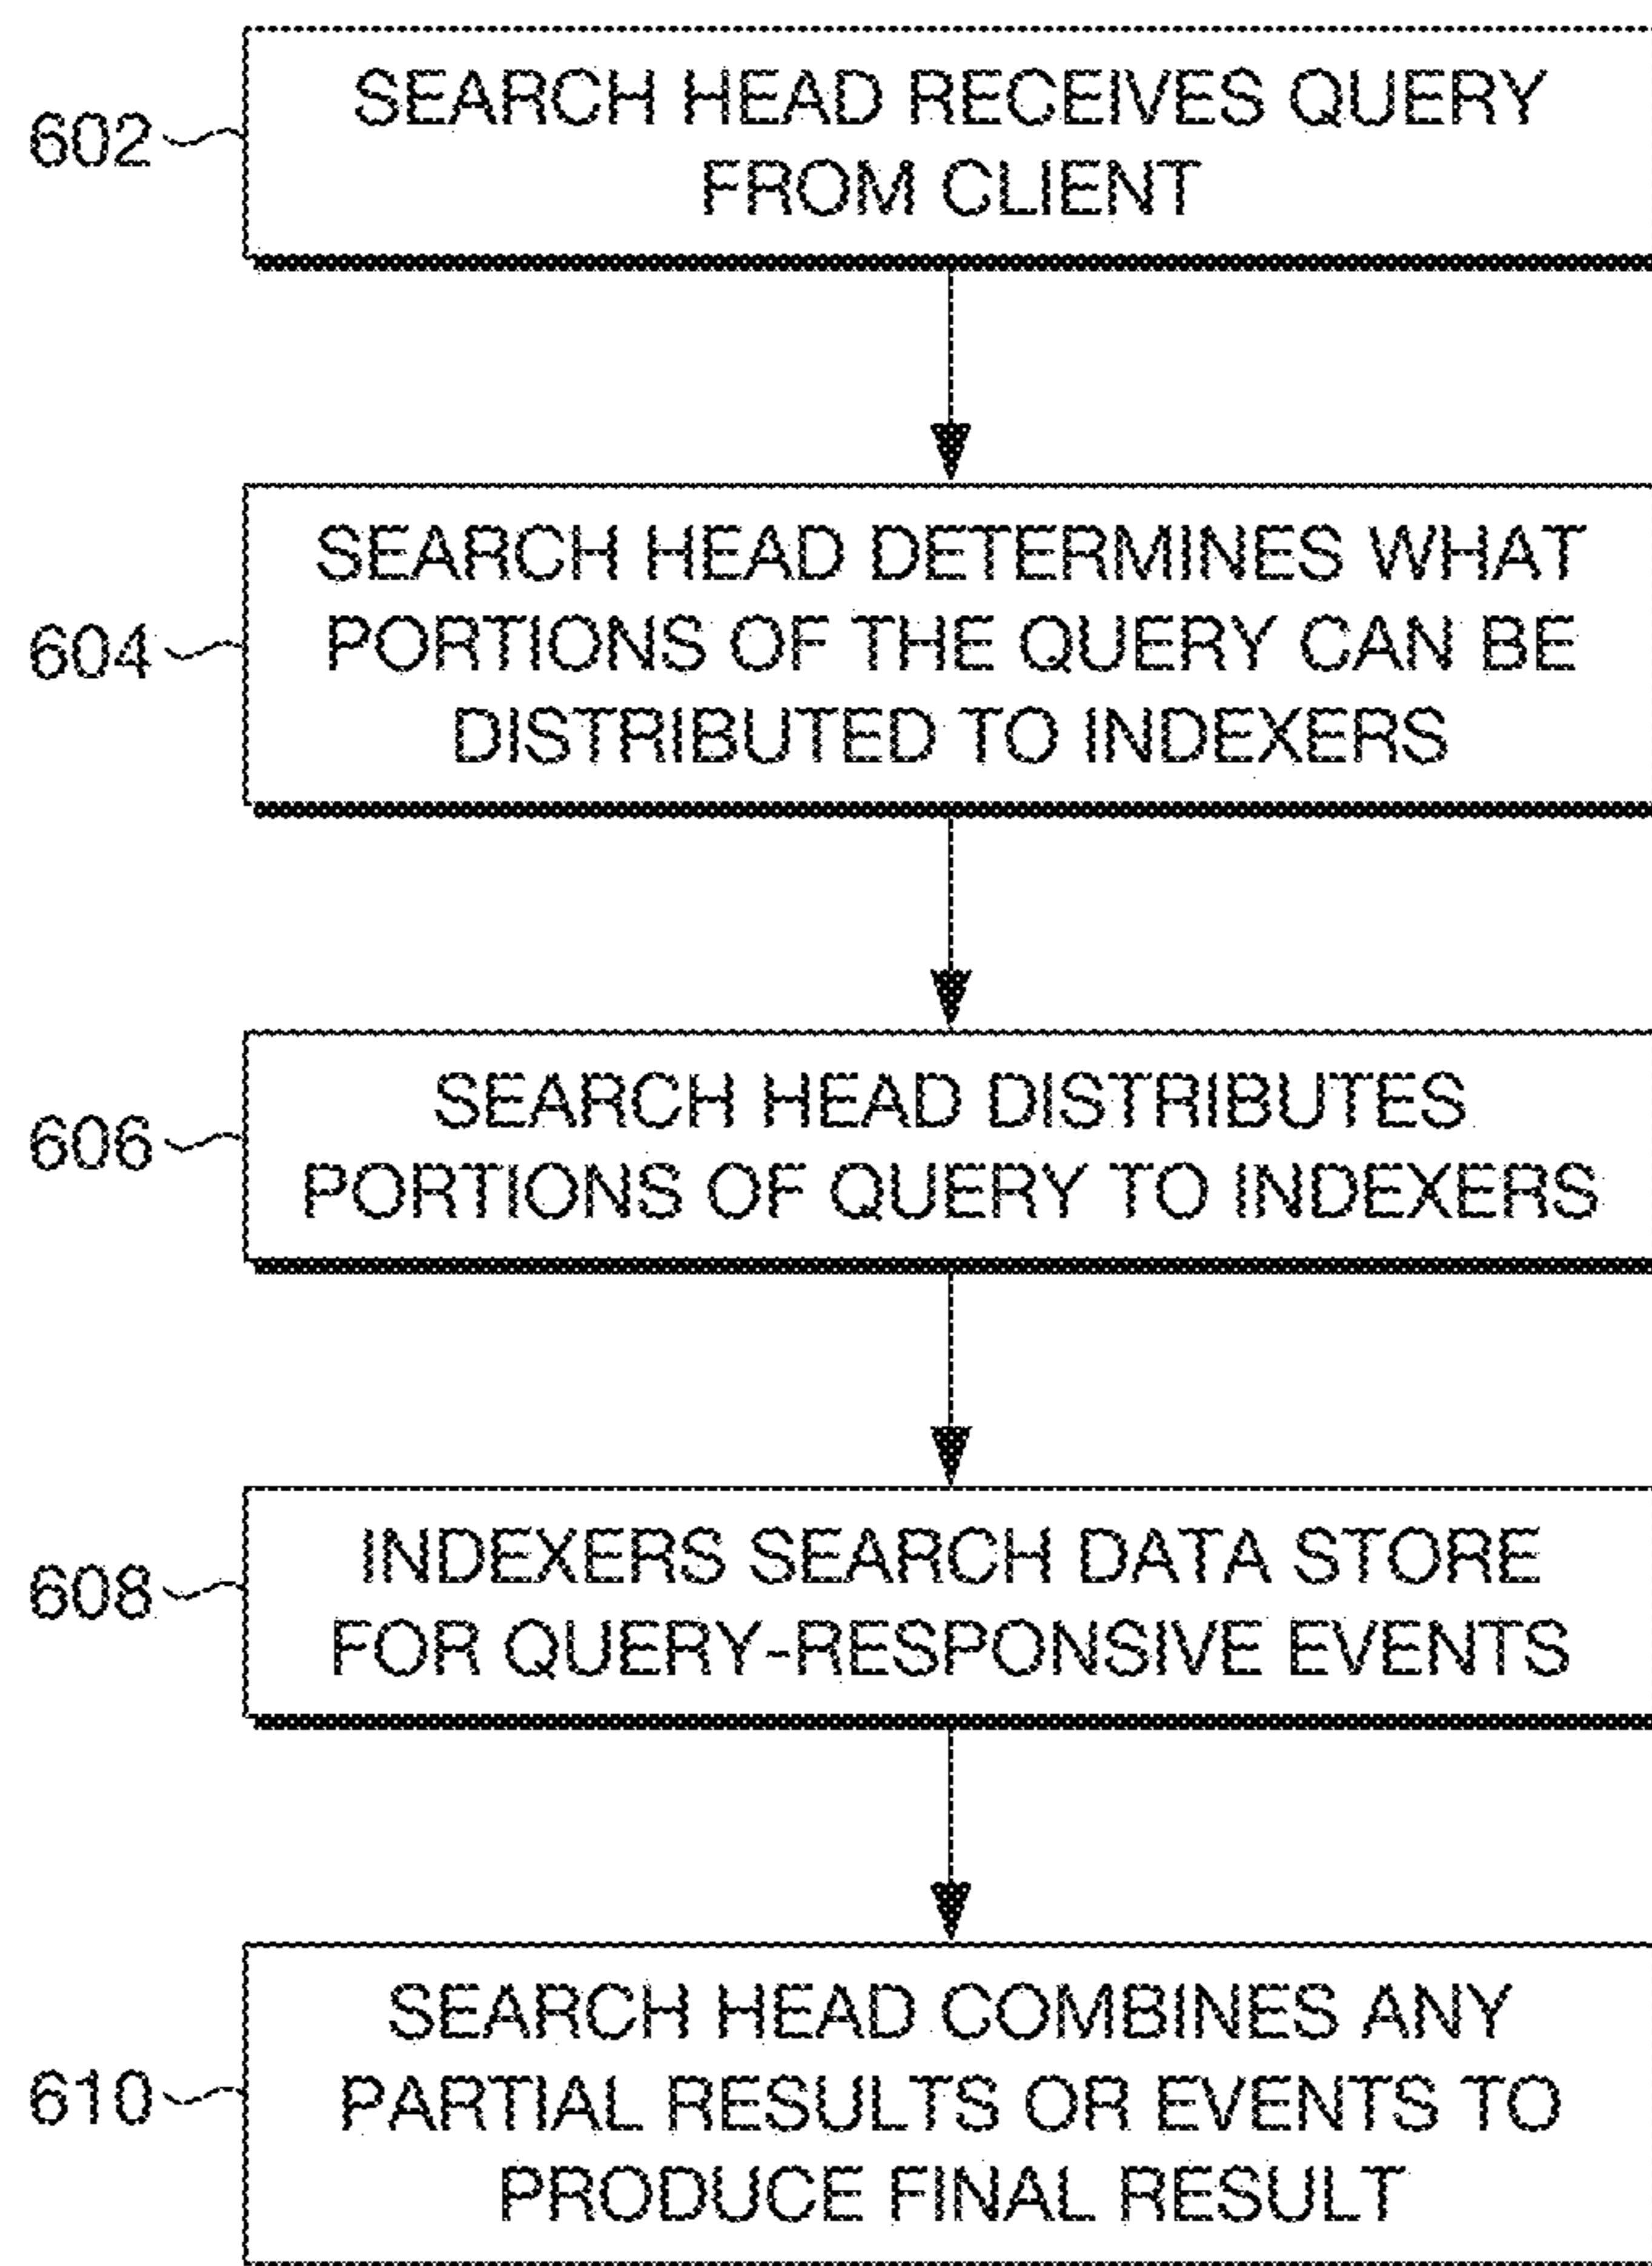 SEARCH HEAD RECEIVES QUERY
FROM CLIENT
602
SEARCH HEAD DETERMINES WHAT
PORTIONS OF THE QUERY CAN BE
DISTRIBUTED TO INDEXERS
604
SEARCH HEAD DISTRIBUTES
PORTIONS OF QUERY TO INDEXERS
606
INDEXERS SEARCH DATA STORE
FOR QUERY-RESPONSIVE EVENTS
608
SEARCH HEAD COMBINES ANY
PARTIAL RESULTS OR EVENTS TO
PRODUCE FINAL RESULT
610